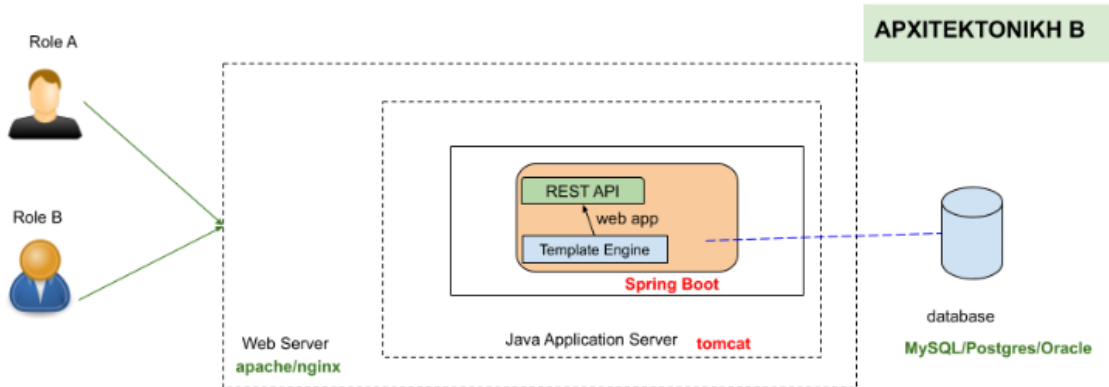 ΑΡΧΙΤΕΚΤΟΝΙΚΗ Β
Role A
Role B
REST API
web app
Template Engine
Spring Boot
Java Application Server tomcat
Web Server
apache/nginx
database
MySQL/Postgres/Oracle